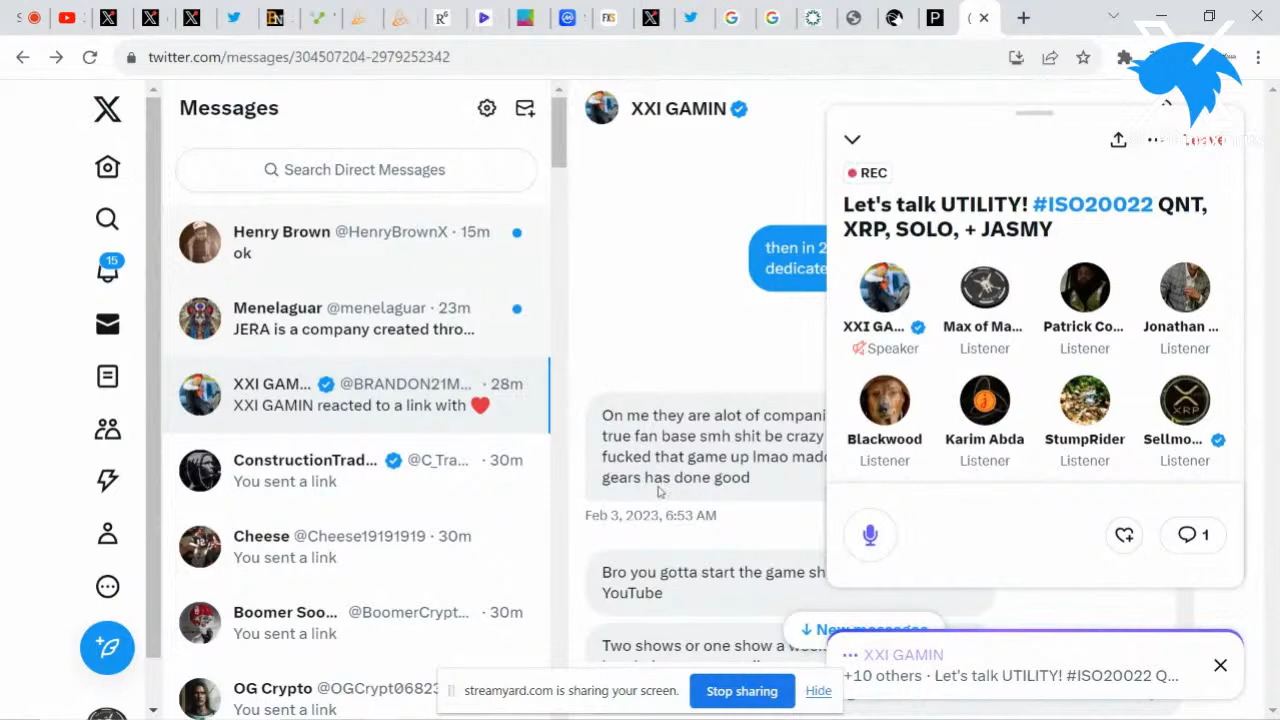 twitter.com/messages/304507204-2979252342
Messages
Search Direct Messages
15
Henry Brown @HenryBrownX · 15m
ok
Menelaguar @menelaguar · 23m
JERA is a company created thro...
XXI GAM... @BRANDON21M... · 28m
XXI GAMIN reacted to a link with ❤️
ConstructionTrad... @C_Tra... · 30m
You sent a link
Cheese @Cheese19191919 · 30m
You sent a link
Boomer Soo... @BoomerCrypt... · 30m
You sent a link
OG Crypto @OGCrypt06823
XXI GAMIN
then in 2
dedicate
On me they are alot of compani
true fan base smh shit be crazy
fucked that game up lmao madd
gears has done good
Feb 3, 2023, 6:53 AM
Bro you gotta start the game sh
YouTube
Two shows or one show a week
New messages
REC
Let's talk UTILITY! #ISO20022 QNT,
XRP, SOLO, + JASMY
XXI GA...
Speaker
Max of Ma...
Listener
Patrick Co...
Listener
Jonathan ...
Listener
Blackwood
Listener
Karim Abda
Listener
StumpRider
Listener
Sellmo...
Listener
1
XXI GAMIN
+10 others · Let's talk UTILITY! #ISO20022 Q...
streamyard.com is sharing your screen.
Stop sharing
Hide